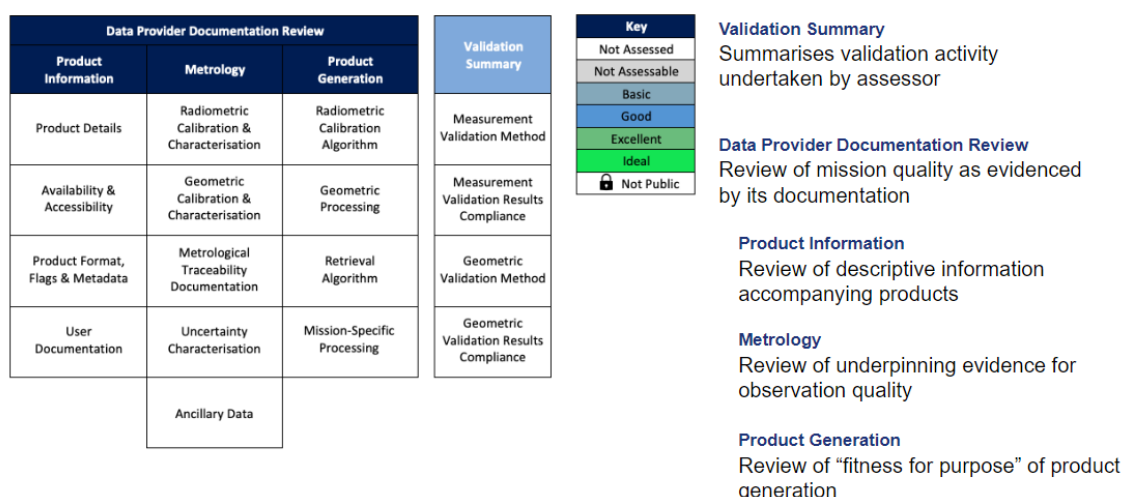 Data Provider Documentation Review
Product
Information
Metrology
Product
Generation
Product Details
Radiometric
Calibration &
Characterisation
Radiometric
Calibration
Algorithm
Availability &
Accessibility
Geometric
Calibration &
Characterisation
Geometric
Processing
Product Format,
Flags & Metadata
Metrological
Traceability
Documentation
Retrieval
Algorithm
User
Documentation
Uncertainty
Characterisation
Mission-Specific
Processing
Ancillary Data
Validation
Summary
Measurement
Validation Method
Measurement
Validation Results
Compliance
Geometric
Validation Method
Geometric
Validation Results
Compliance
Key
Not Assessed
Not Assessable
Basic
Good
Excellent
Ideal
Not Public
Validation Summary
Summarises validation activity
undertaken by assessor
Data Provider Documentation Review
Review of mission quality as evidenced
by its documentation
Product Information
Review of descriptive information
accompanying products
Metrology
Review of underpinning evidence for
observation quality
Product Generation
Review of “fitness for purpose” of product
generation